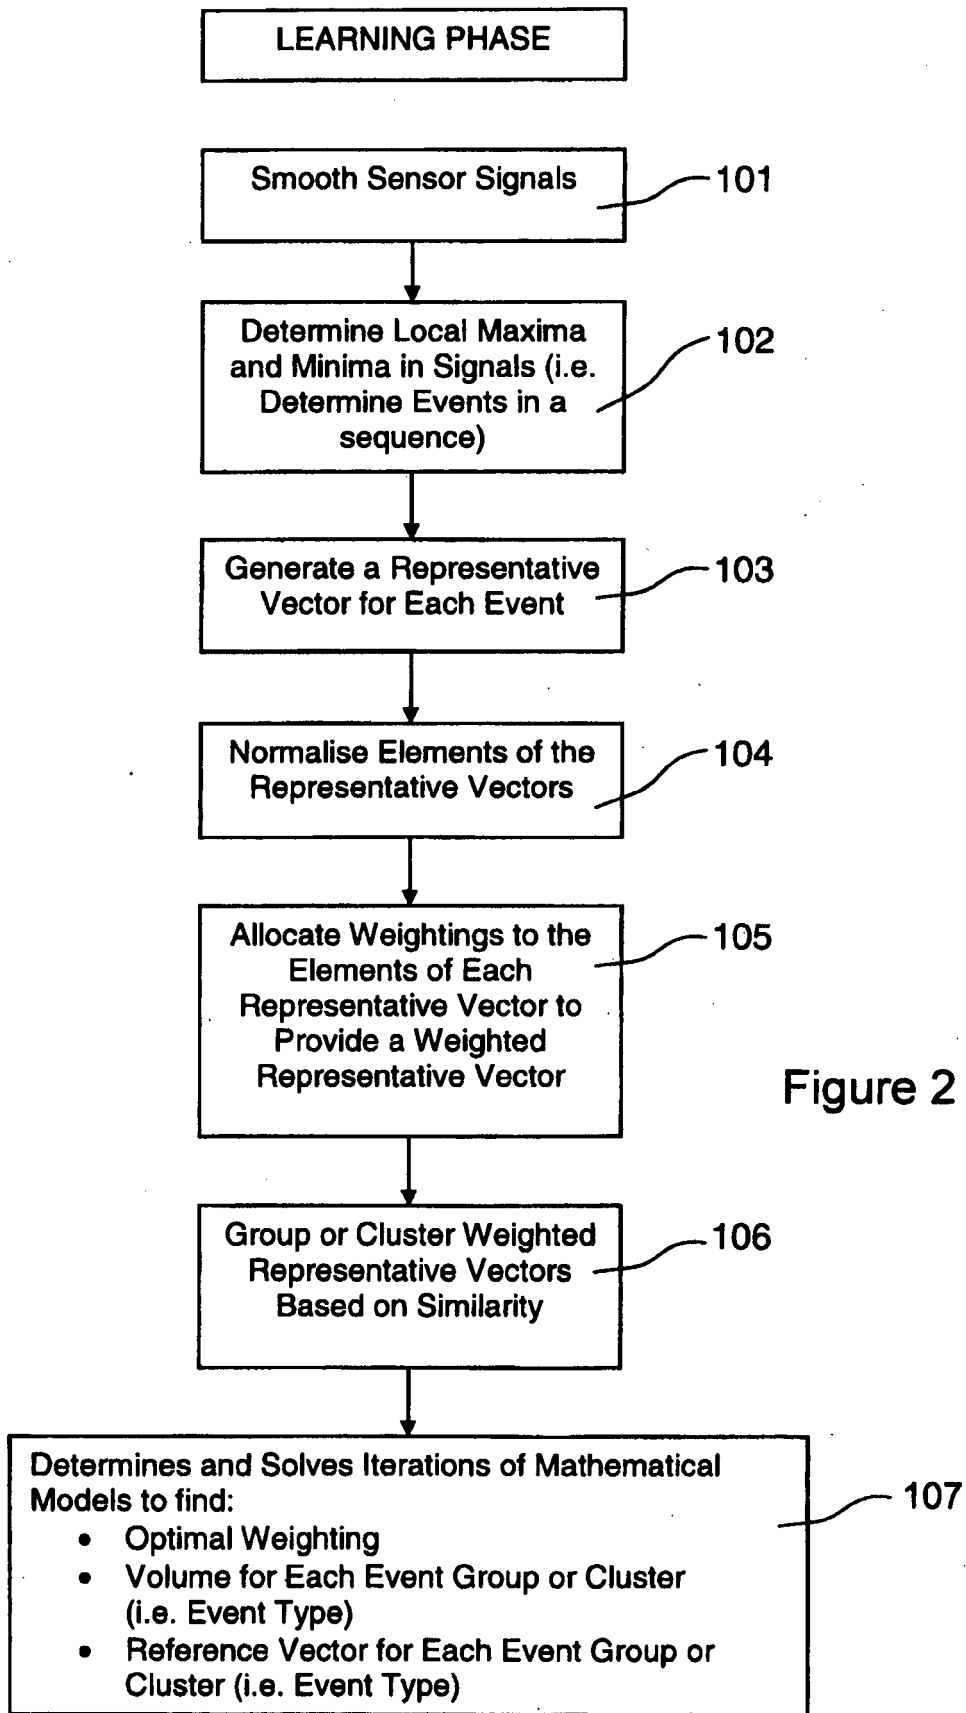 LEARNING PHASE
Smooth Sensor Signals
101
Determine Local Maxima
and Minima in Signals (i.e.
Determine Events in a
sequence)
102
Generate a Representative
Vector for Each Event
103
Normalise Elements of the
Representative Vectors
104
Allocate Weightings to the
Elements of Each
Representative Vector to
Provide a Weighted
Representative Vector
105
Figure 2
Group or Cluster Weighted
Representative Vectors
Based on Similarity
106
Determines and Solves Iterations of Mathematical
Models to find:
• Optimal Weighting
• Volume for Each Event Group or Cluster
(i.e. Event Type)
• Reference Vector for Each Event Group or
Cluster (i.e. Event Type)
107